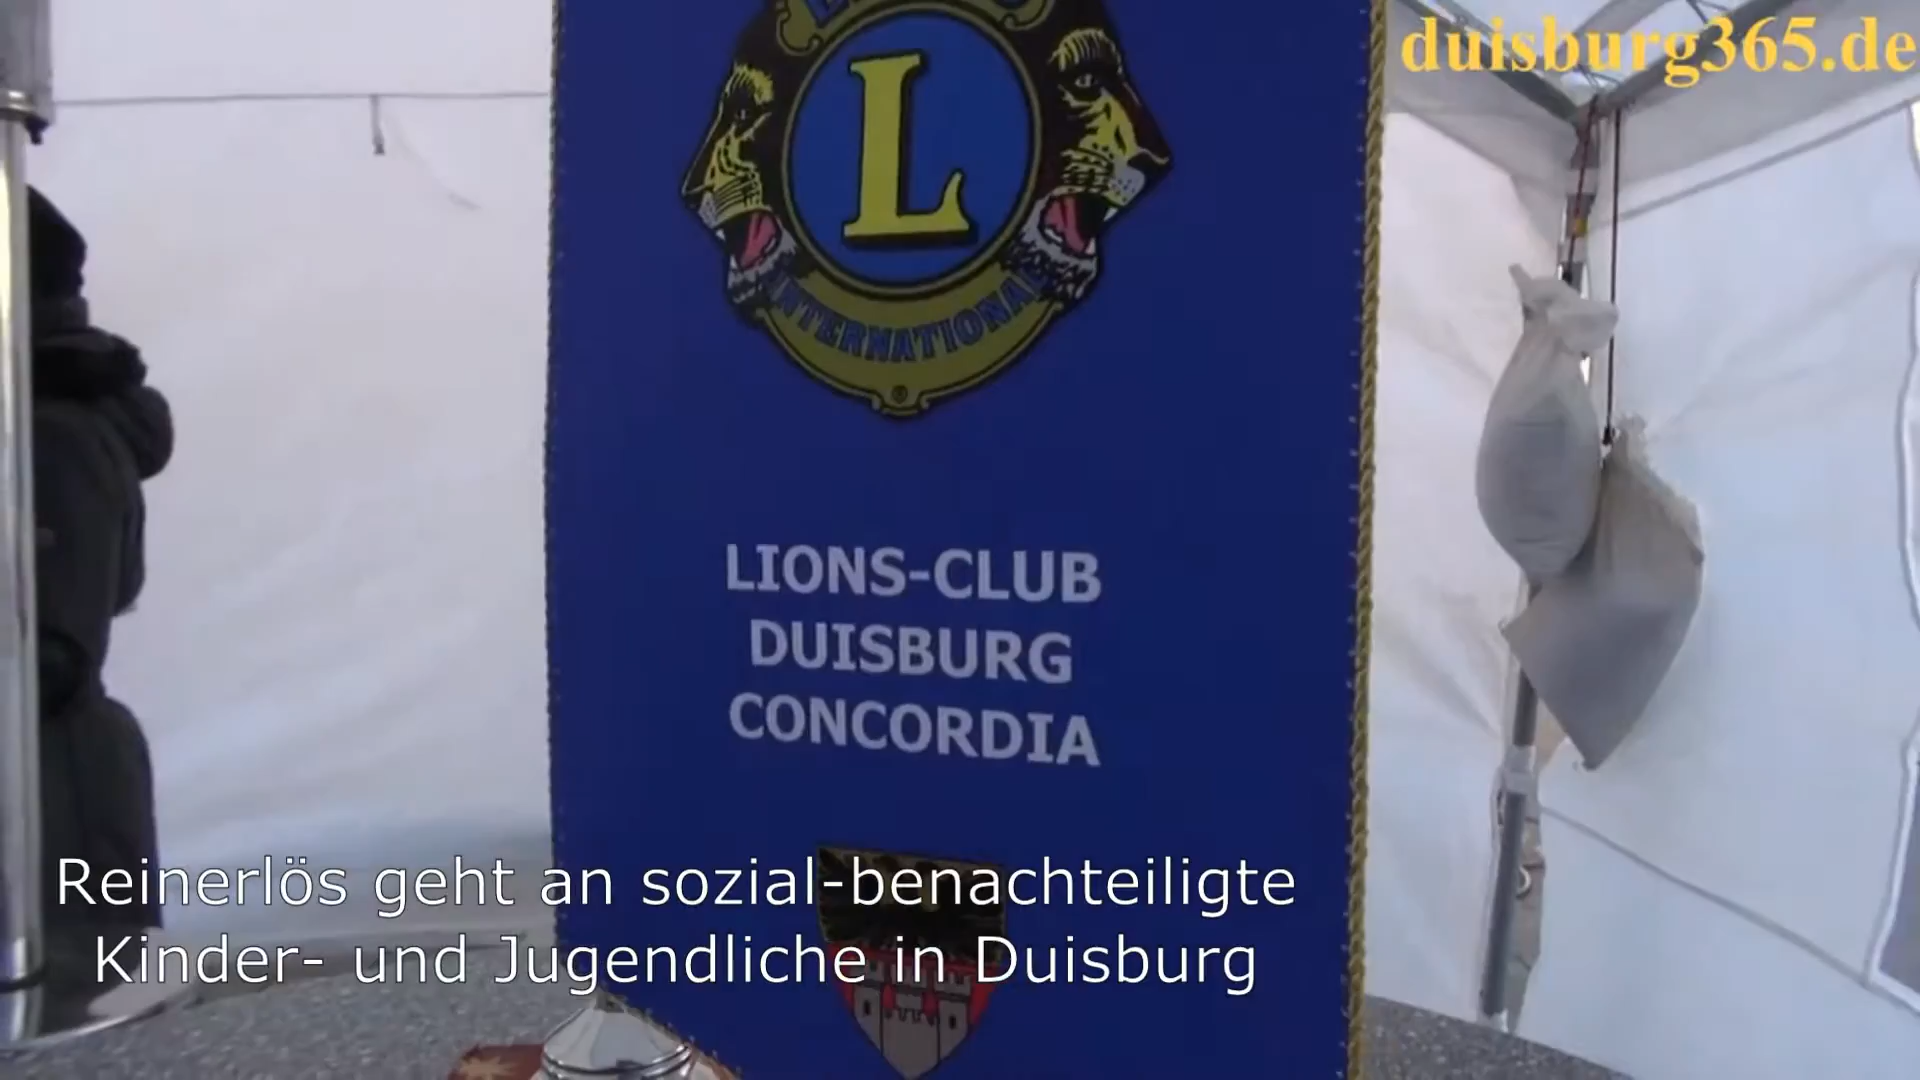 duisburg365.de
L
INTERNATIONAL
®
LIONS-CLUB
DUISBURG
CONCORDIA
Reinerlös geht an sozial-benachteiligte
Kinder- und Jugendliche in Duisburg